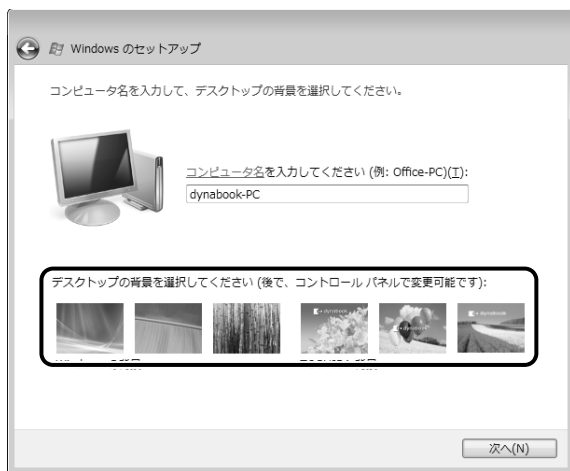 Windows のセットアップ
コンピュータ名を入力して、デスクトップの背景を選択してください。
コンピュータ名を入力してください (例: Office-PC)(T):
dynabook-PC
デスクトップの背景を選択してください (後で、コントロール パネルで変更可能です):
dynabook
dynabook
dynabook
次へ(N)